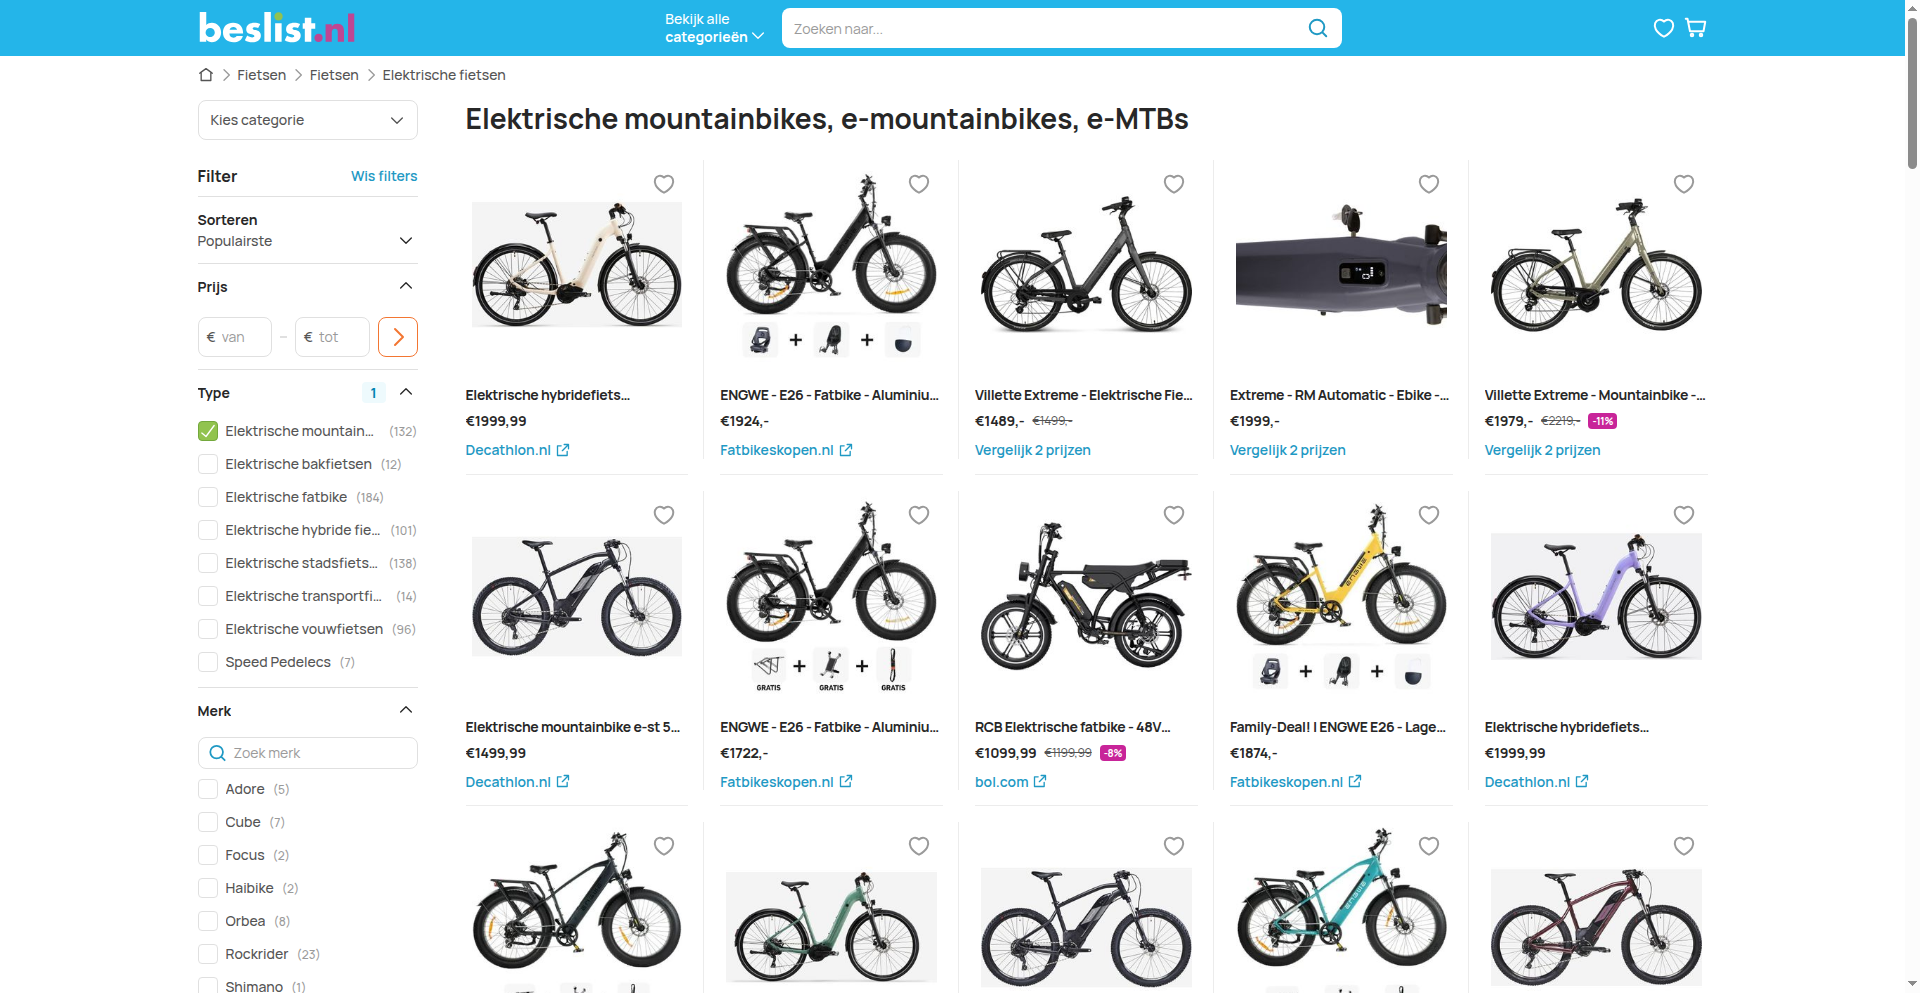 beslist.nl
Bekijk alle
categorieën
Zoeken naar...
Fietsen
Fietsen
Elektrische fietsen
Kies categorie
Elektrische mountainbikes, e-mountainbikes, e-MTBs
Filter
Wis filters
Sorteren
Populairste
Prijs
€ van
–
€ tot
Type
1
Elektrische mountain... (132)
Elektrische bakfietsen (12)
Elektrische fatbike (184)
Elektrische hybride fie... (101)
Elektrische stadsfiets... (138)
Elektrische transportfi... (14)
Elektrische vouwfietsen (96)
Speed Pedelecs (7)
Merk
Zoek merk
Adore (5)
Cube (7)
Focus (2)
Haibike (2)
Orbea (8)
Rockrider (23)
Shimano (1)
Elektrische hybridefiets...
€1999,99
Decathlon.nl
+ +
ENGWE - E26 - Fatbike - Aluminiu...
€1924,-
Fatbikeskopen.nl
Villette Extreme - Elektrische Fie...
€1489,- €1499,-
Vergelijk 2 prijzen
Extreme - RM Automatic - Ebike -...
€1999,-
Vergelijk 2 prijzen
Villette Extreme - Mountainbike -...
€1979,- €2219,- -11%
Vergelijk 2 prijzen
Elektrische mountainbike e-st 5...
€1499,99
Decathlon.nl
+ +
GRATIS GRATIS GRATIS
ENGWE - E26 - Fatbike - Aluminiu...
€1722,-
Fatbikeskopen.nl
RCB Elektrische fatbike - 48V...
€1099,99 €1199,99 -8%
bol.com
ENGWE
+ +
Family-Deal! | ENGWE E26 - Lage...
€1874,-
Fatbikeskopen.nl
Elektrische hybridefiets...
€1999,99
Decathlon.nl
ENGWE